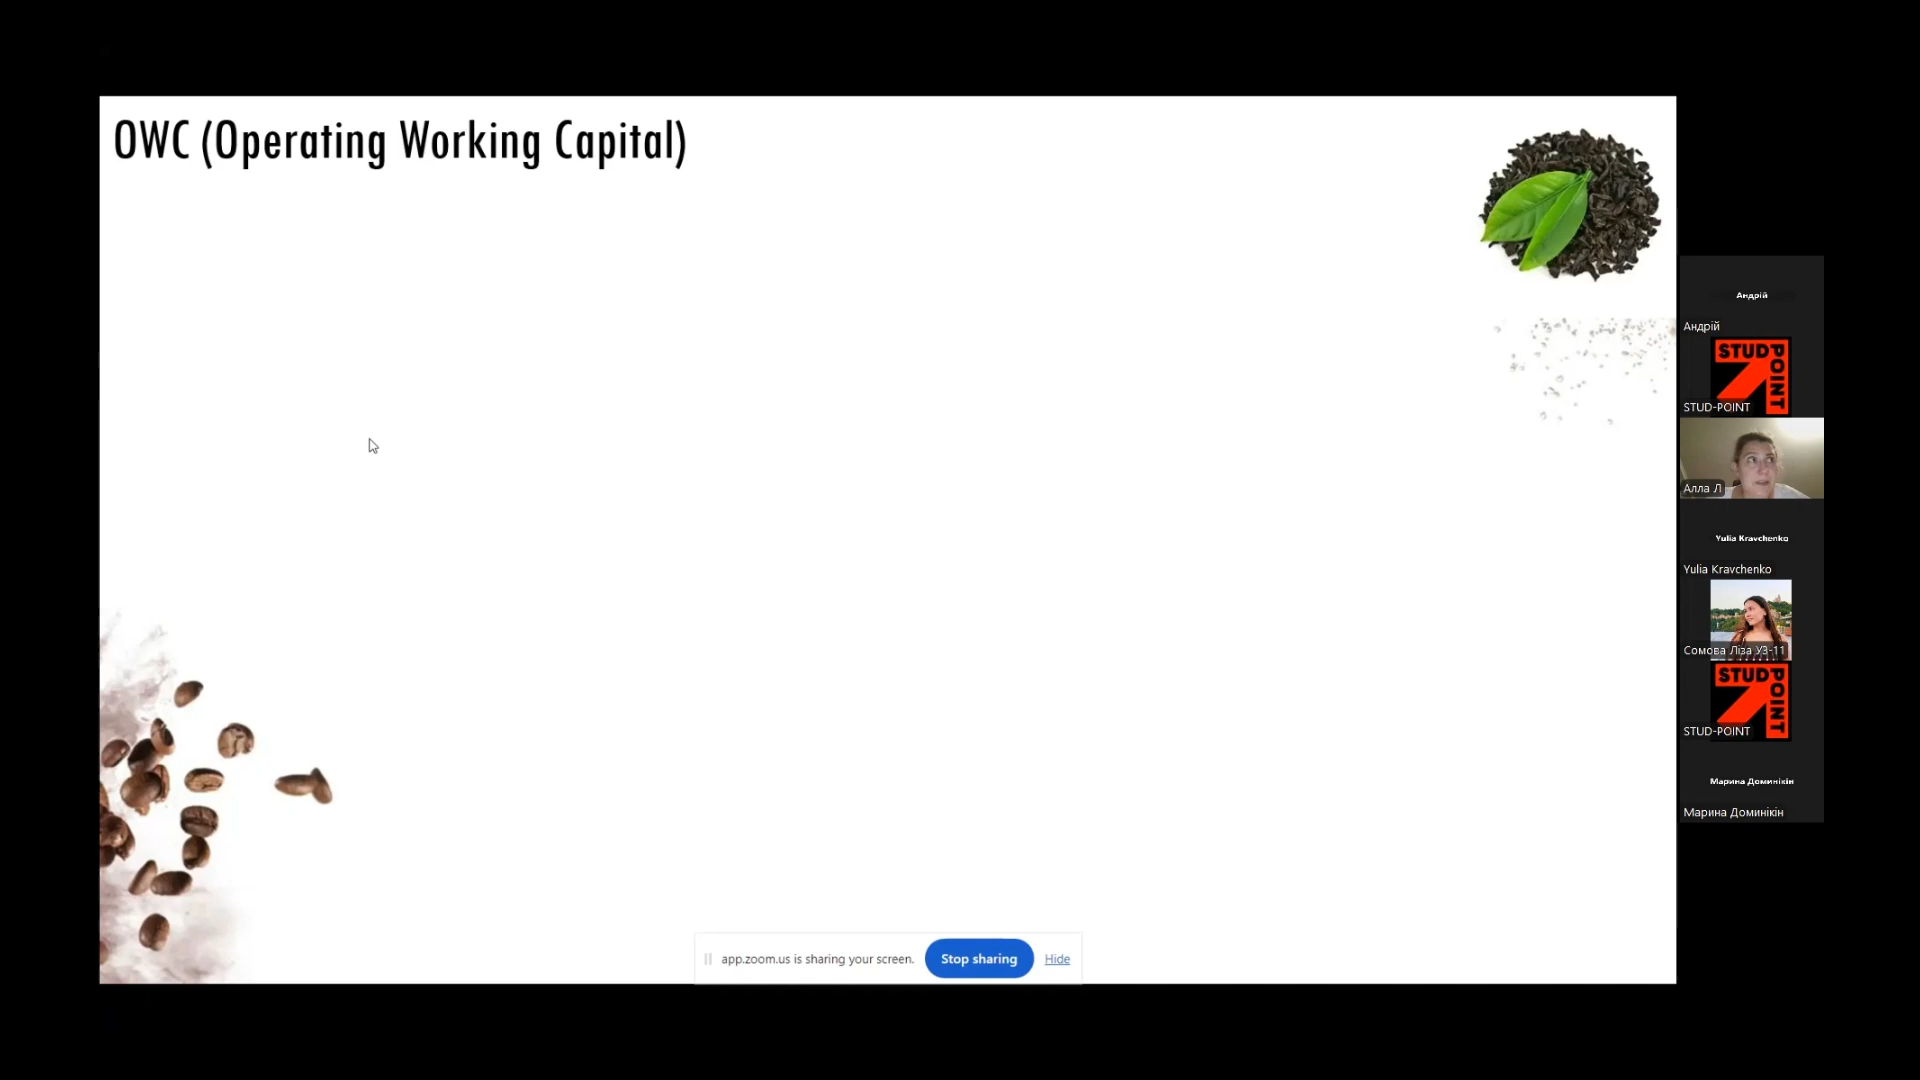 OWC (Operating Working Capital)
Андрій
Андрій
STUD
POINT
STUD-POINT
Алла Л
Yulia Kravchenko
Yulia Kravchenko
Сомова Ліза УЗ-11
STUD
POINT
STUD-POINT
Марина Доминікін
Марина Доминікін
app.zoom.us is sharing your screen.
Stop sharing
Hide